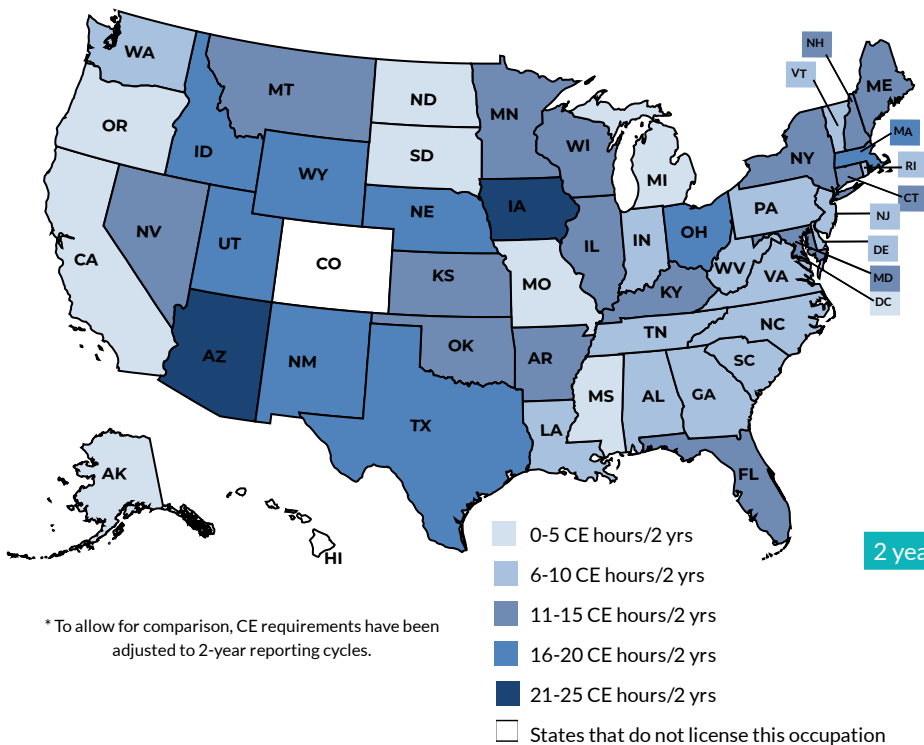 WA
MT
ND
MN
OR
ID
WY
SD
WI
MI
NY
ME
NH
VT
MA
RI
CT
NJ
DE
MD
DC
NV
UT
CO
NE
IA
IL
IN
OH
PA
CA
KS
MO
KY
WV
VA
AZ
NM
OK
AR
TN
NC
SC
TX
LA
MS
AL
GA
FL
AK
HI
0-5 CE hours/2 yrs
6-10 CE hours/2 yrs
11-15 CE hours/2 yrs
16-20 CE hours/2 yrs
21-25 CE hours/2 yrs
States that do not license this occupation
* To allow for comparison, CE requirements have been
adjusted to 2-year reporting cycles.
2 yea